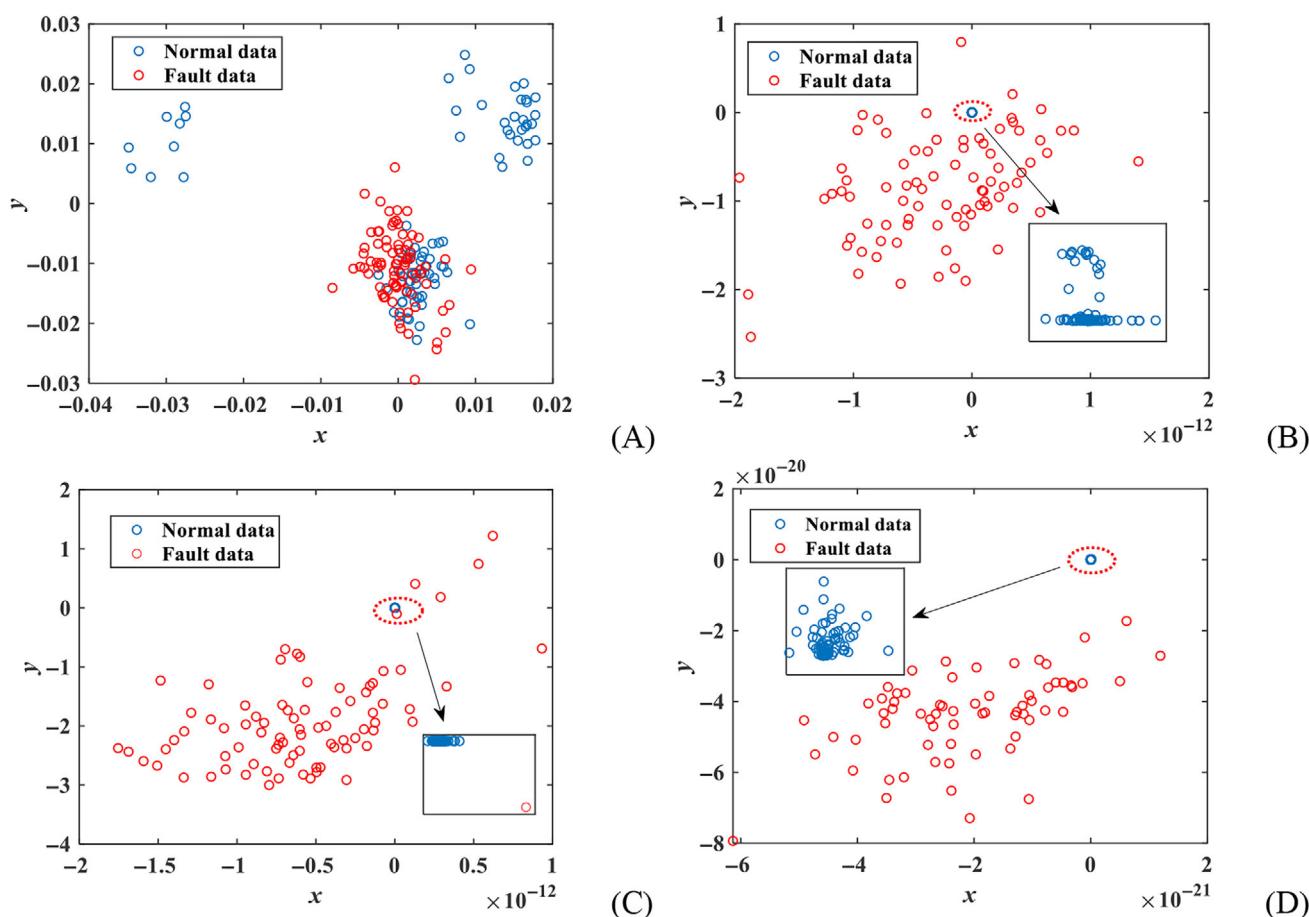 0.03
0.02
0.01
0
−0.01
−0.02
−0.03
y
Normal data
Fault data
−0.04 −0.03 −0.02 −0.01 0 0.01 0.02
x
(A)
1
0
−1
−2
−3
y
Normal data
Fault data
−2 −1 0 1 2
x
×10−12
(B)
2
1
0
−1
−2
−3
−4
y
Normal data
Fault data
−2 −1.5 −1 −0.5 0 0.5 1
x
×10−12
(C)
×10−20
2
0
−2
−4
−6
−8
y
Normal data
Fault data
−6 −4 −2 0 2
x
×10−21
(D)